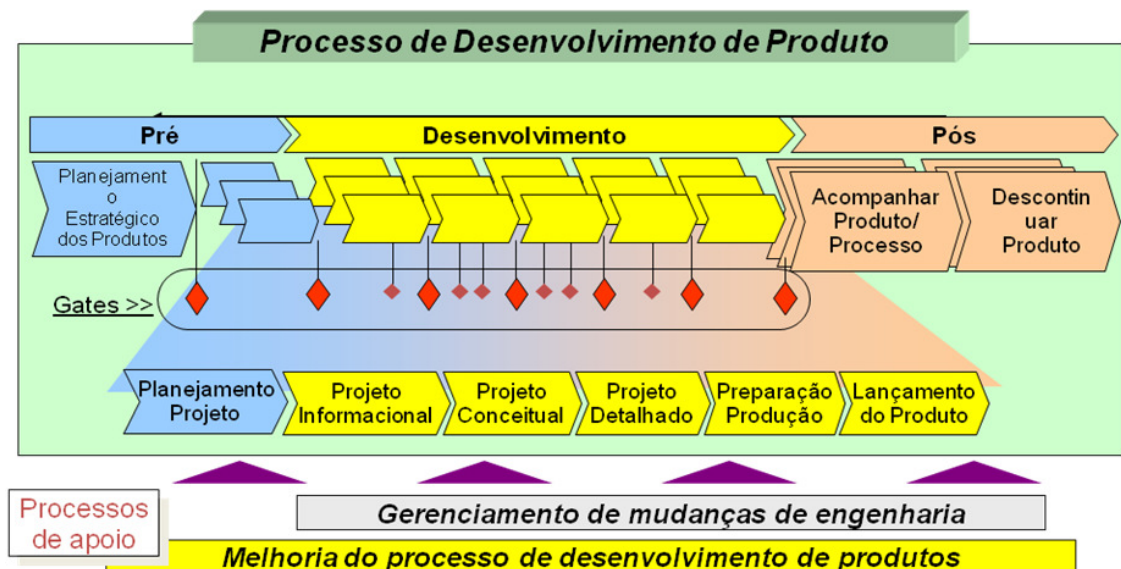 Processo de Desenvolvimento de Produto
Pré
Desenvolvimento
Pós
Planejament
o
Estratégico
dos Produtos
Acompanhar
Produto/
Processo
Descontin
uar
Produto
Gates >>
Planejamento
Projeto
Projeto
Informacional
Projeto
Conceitual
Projeto
Detalhado
Preparação
Produção
Lançamento
do Produto
Processos
de apoio
Gerenciamento de mudanças de engenharia
Melhoria do processo de desenvolvimento de produtos